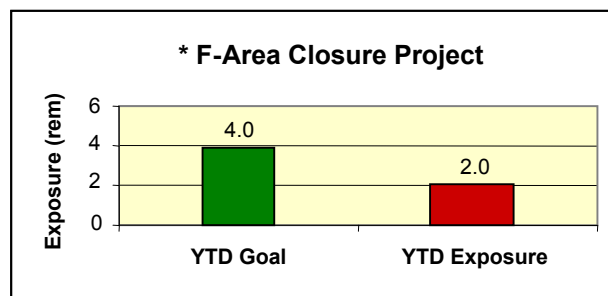 * F-Area Closure Project
Exposure (rem)
6
4
2
0
4.0
2.0
YTD Goal
YTD Exposure